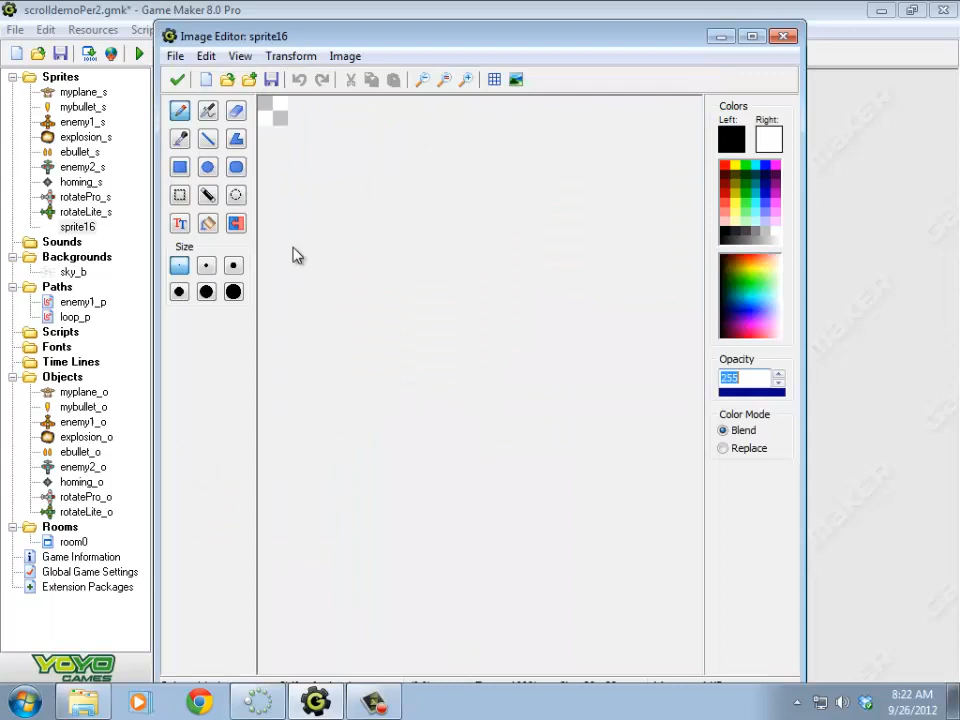 scrolldemoPer2.gmk* - Game Maker 8.0 Pro
File Edit Resources Scrip
Image Editor: sprite16
File Edit View Transform Image
Sprites
myplane_s
mybullet_s
enemy1_s
explosion_s
ebullet_s
enemy2_s
homing_s
rotatePro_s
rotateLite_s
sprite16
Sounds
Backgrounds
sky_b
Paths
enemy1_p
loop_p
Scripts
Fonts
Time Lines
Objects
myplane_o
mybullet_o
enemy1_o
explosion_o
ebullet_o
enemy2_o
homing_o
rotatePro_o
rotateLite_o
Rooms
room0
Game Information
Global Game Settings
Extension Packages
YOYO
GAMES
Size
Colors
Left: Right:
Opacity
255
Color Mode
Blend
Replace
8:22 AM
9/26/2012